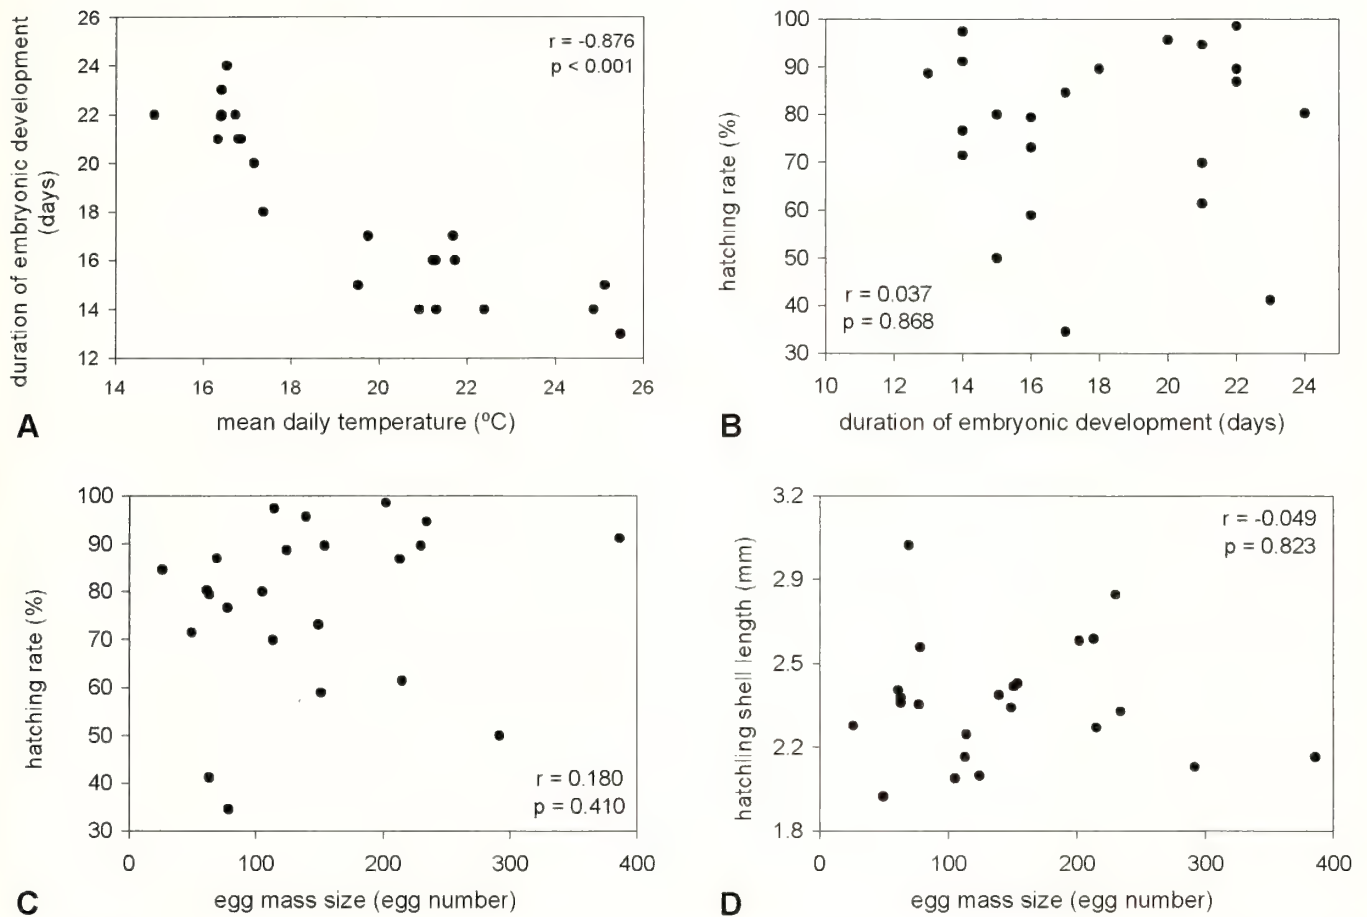 26
24
22
20
18
16
14
12
duration of embryonic development
(days)
r = -0.876
p < 0.001
14 16 18 20 22 24 26
mean daily temperature (ºC)
A
100
90
80
70
60
50
40
30
hatching rate (%)
r = 0.037
p = 0.868
10 12 14 16 18 20 22 24
duration of embryonic development (days)
B
100
90
80
70
60
50
40
30
hatching rate (%)
r = 0.180
p = 0.410
0 100 200 300 400
egg mass size (egg number)
C
3.2
2.9
2.5
2.2
1.8
hatchling shell length (mm)
r = -0.049
p = 0.823
0 100 200 300 400
egg mass size (egg number)
D